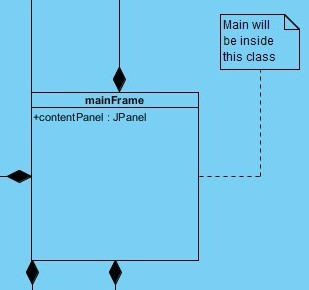 Main will
be inside
this class
mainFrame
+contentPanel : JPanel